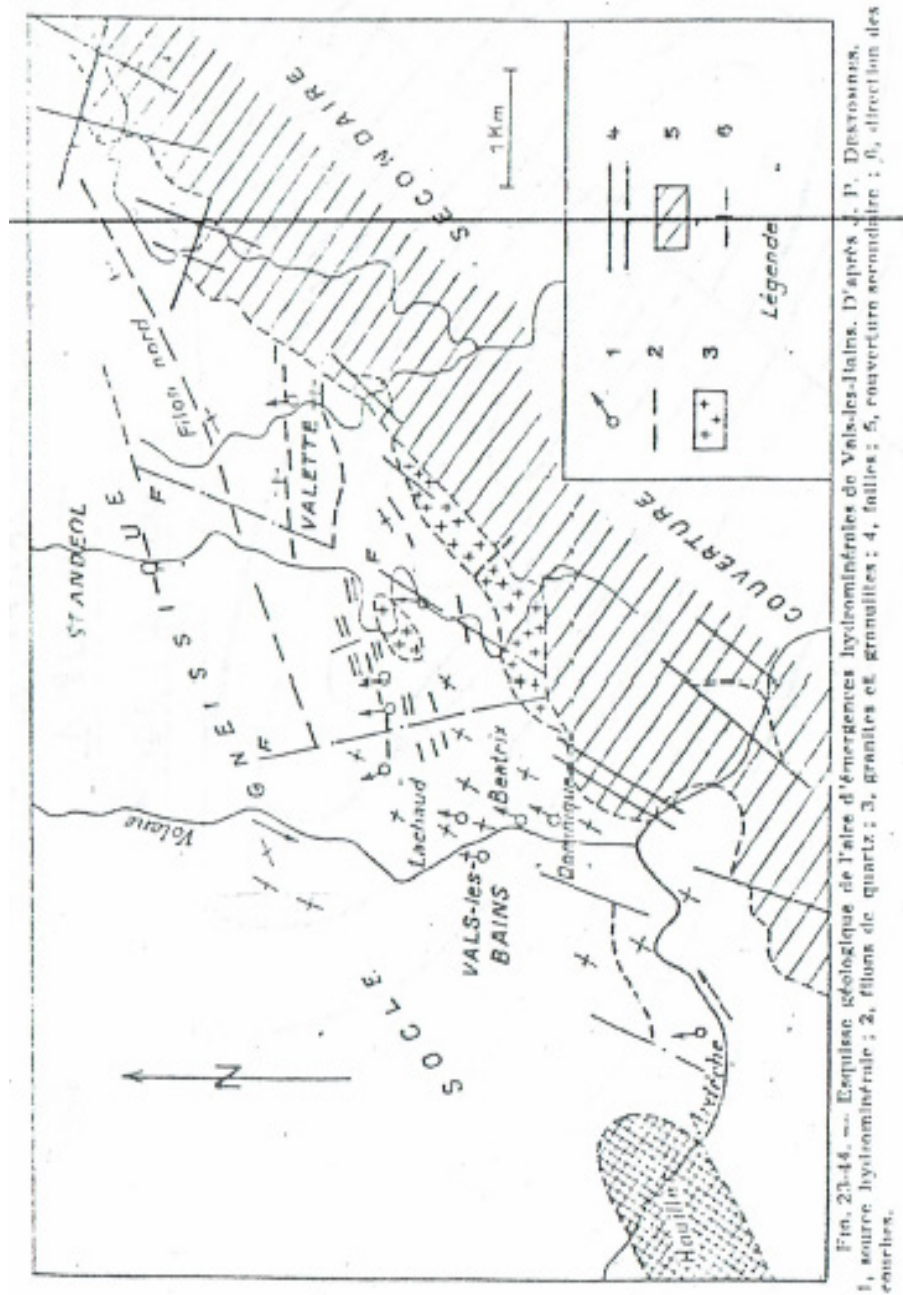 ST ANDEOL
Filon nord
F
SOCLE GNEISSIQUE
F
VALETTE
F
Volane
Lachaud
VALS-les-
BAINS
Beatrix
Dominique
Ardèche
Houiller
COUVERTURE SECONDAIRE
N
1 Km
1
2
3
4
5
6
Légende
FIG. 23-44. — Esquisse géologique de l'aire d'émergences hydrominérales de Vals-les-Bains. D'après J. P. DESTOMBES.
1, source hydrominérale ; 2, filons de quartz ; 3, granites et granulites ; 4, failles ; 5, couverture secondaire ; 6, direction des
couches.